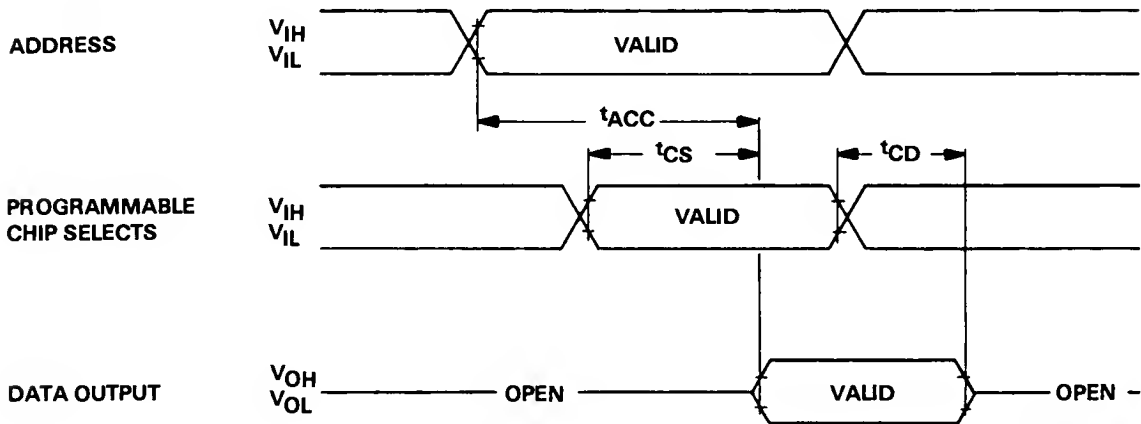 ADDRESS
VIH
VIL
VALID
tACC
tCS
tCD
PROGRAMMABLE
CHIP SELECTS
VIH
VIL
VALID
DATA OUTPUT
VOH
VOL
OPEN
VALID
OPEN